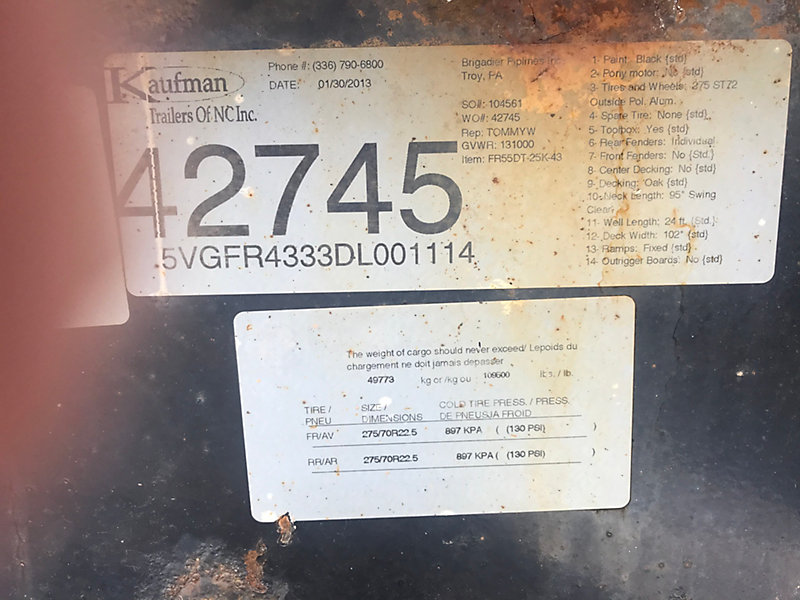 Kaufman
Trailers Of NC Inc.
Phone #: (336) 790-6800
DATE: 01/30/2013
42745
5VGFR4333DL001114
Brigadier Pipelines Inc
Troy, PA
SO#: 104561
WO#: 42745
Rep: TOMMYW
GVWR: 131000
Item: FR55DT-25K-43
1- Paint: Black {std}
2- Pony motor: No {std}
3- Tires and Wheels: 275 ST72
Outside Pol. Alum.
4- Spare Tire: None {std}
5- Toolbox: Yes {std}
6- Rear Fenders: Individual
7- Front Fenders: No {Std.}
8- Center Decking: No {std}
9- Decking: Oak {std}
10- Neck Length: 95" Swing
Clear
11- Well Length: 24 ft. {Std.}
12- Deck Width: 102" {std}
13- Ramps: Fixed {std}
14- Outrigger Boards: No {std}
The weight of cargo should never exceed/ Lepoids du
chargement ne doit jamais depasser
49773 kg or /kg ou 109500 lbs. / lb.
TIRE / SIZE / COLD TIRE PRESS. / PRESS.
PNEU DIMENSIONS DE PNEUSJA FROID
FR/AV 275/70R22.5 897 KPA ( (130 PSI) )
RR/AR 275/70R22.5 897 KPA ( (130 PSI) )